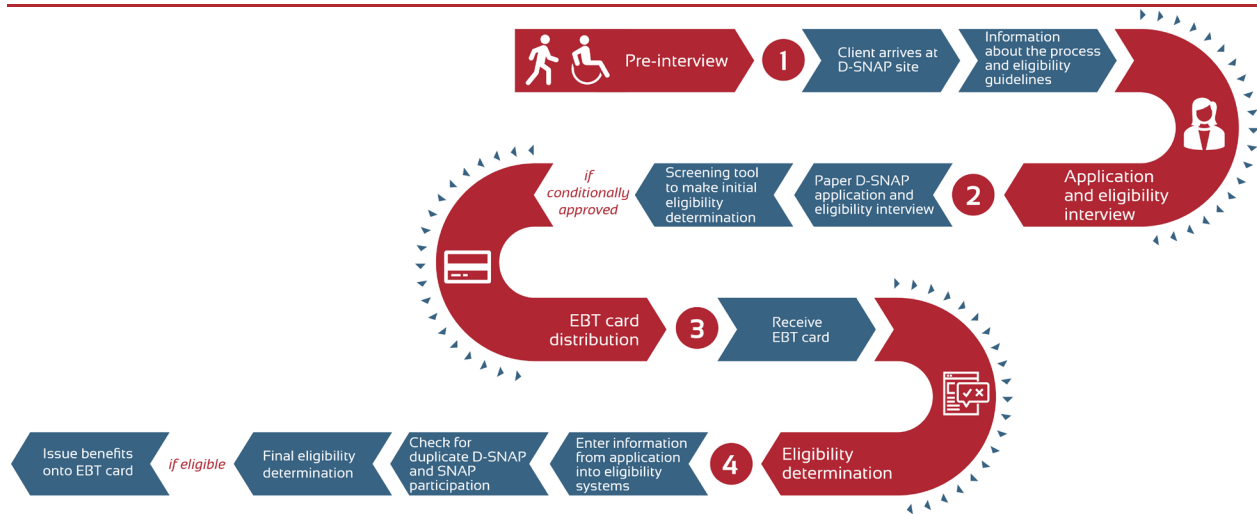 Pre-interview
1
Client arrives at
D-SNAP site
Information
about the process
and eligibility
guidelines
Application
and eligibility
interview
2
Paper D-SNAP
application and
eligibility interview
Screening tool
to make initial
eligibility
determination
if
conditionally
approved
EBT card
distribution
3
Receive
EBT card
Eligibility
determination
4
Enter information
from application
into eligibility
systems
Check for
duplicate D-SNAP
and SNAP
participation
Final eligibility
determination
if eligible
Issue benefits
onto EBT card